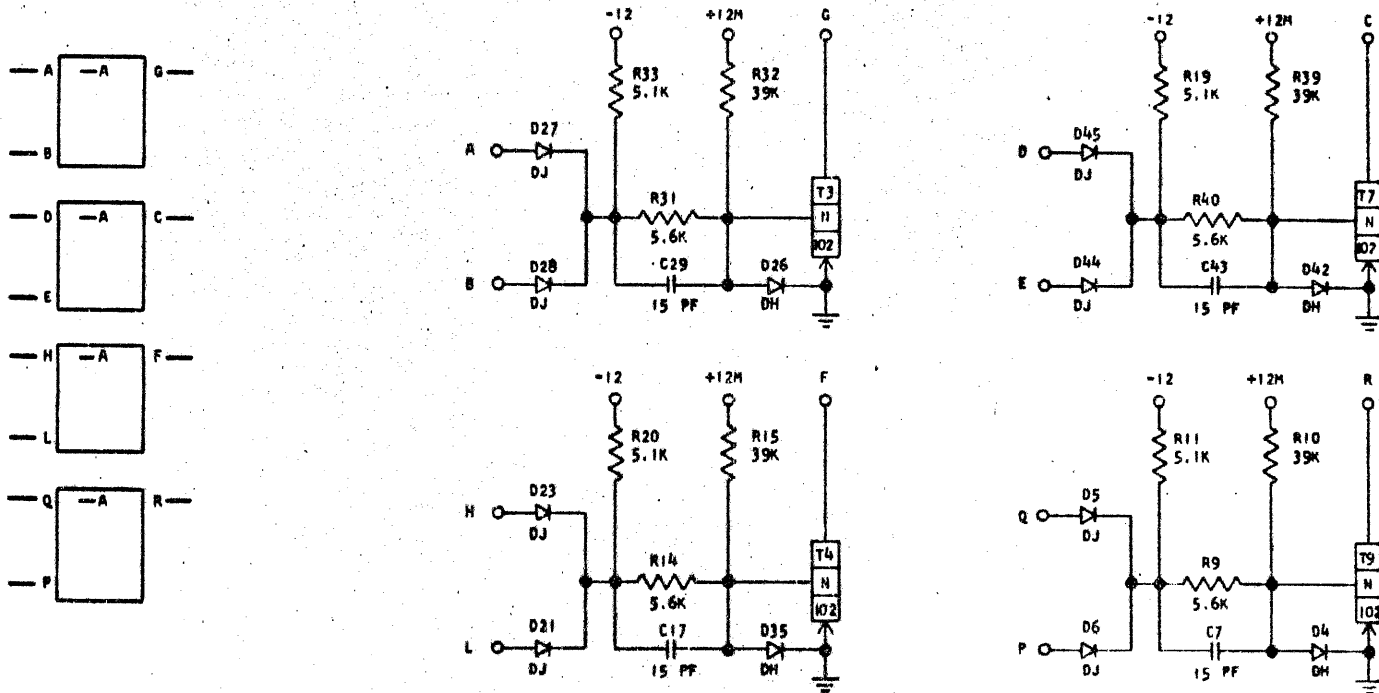 A -A G
B
D -A C
E
H -A F
L
Q -A R
P
-12 +12M G
R33 5.1K
R32 39K
D27
A
DJ
R31
5.6K
T3
N
102
B
D28
DJ
C29
15 PF
D26
DH
-12 +12M C
R19 5.1K
R39 39K
D45
D
DJ
R40
5.6K
T7
N
102
E
D44
DJ
C43
15 PF
D42
DH
-12 +12M F
R20 5.1K
R15 39K
D23
H
DJ
R14
5.6K
T4
N
102
L
D21
DJ
C17
15 PF
D35
DH
-12 +12M R
R11 5.1K
R10 39K
D5
Q
DJ
R9
5.6K
T9
N
102
P
D6
DJ
C7
15 PF
D4
DH